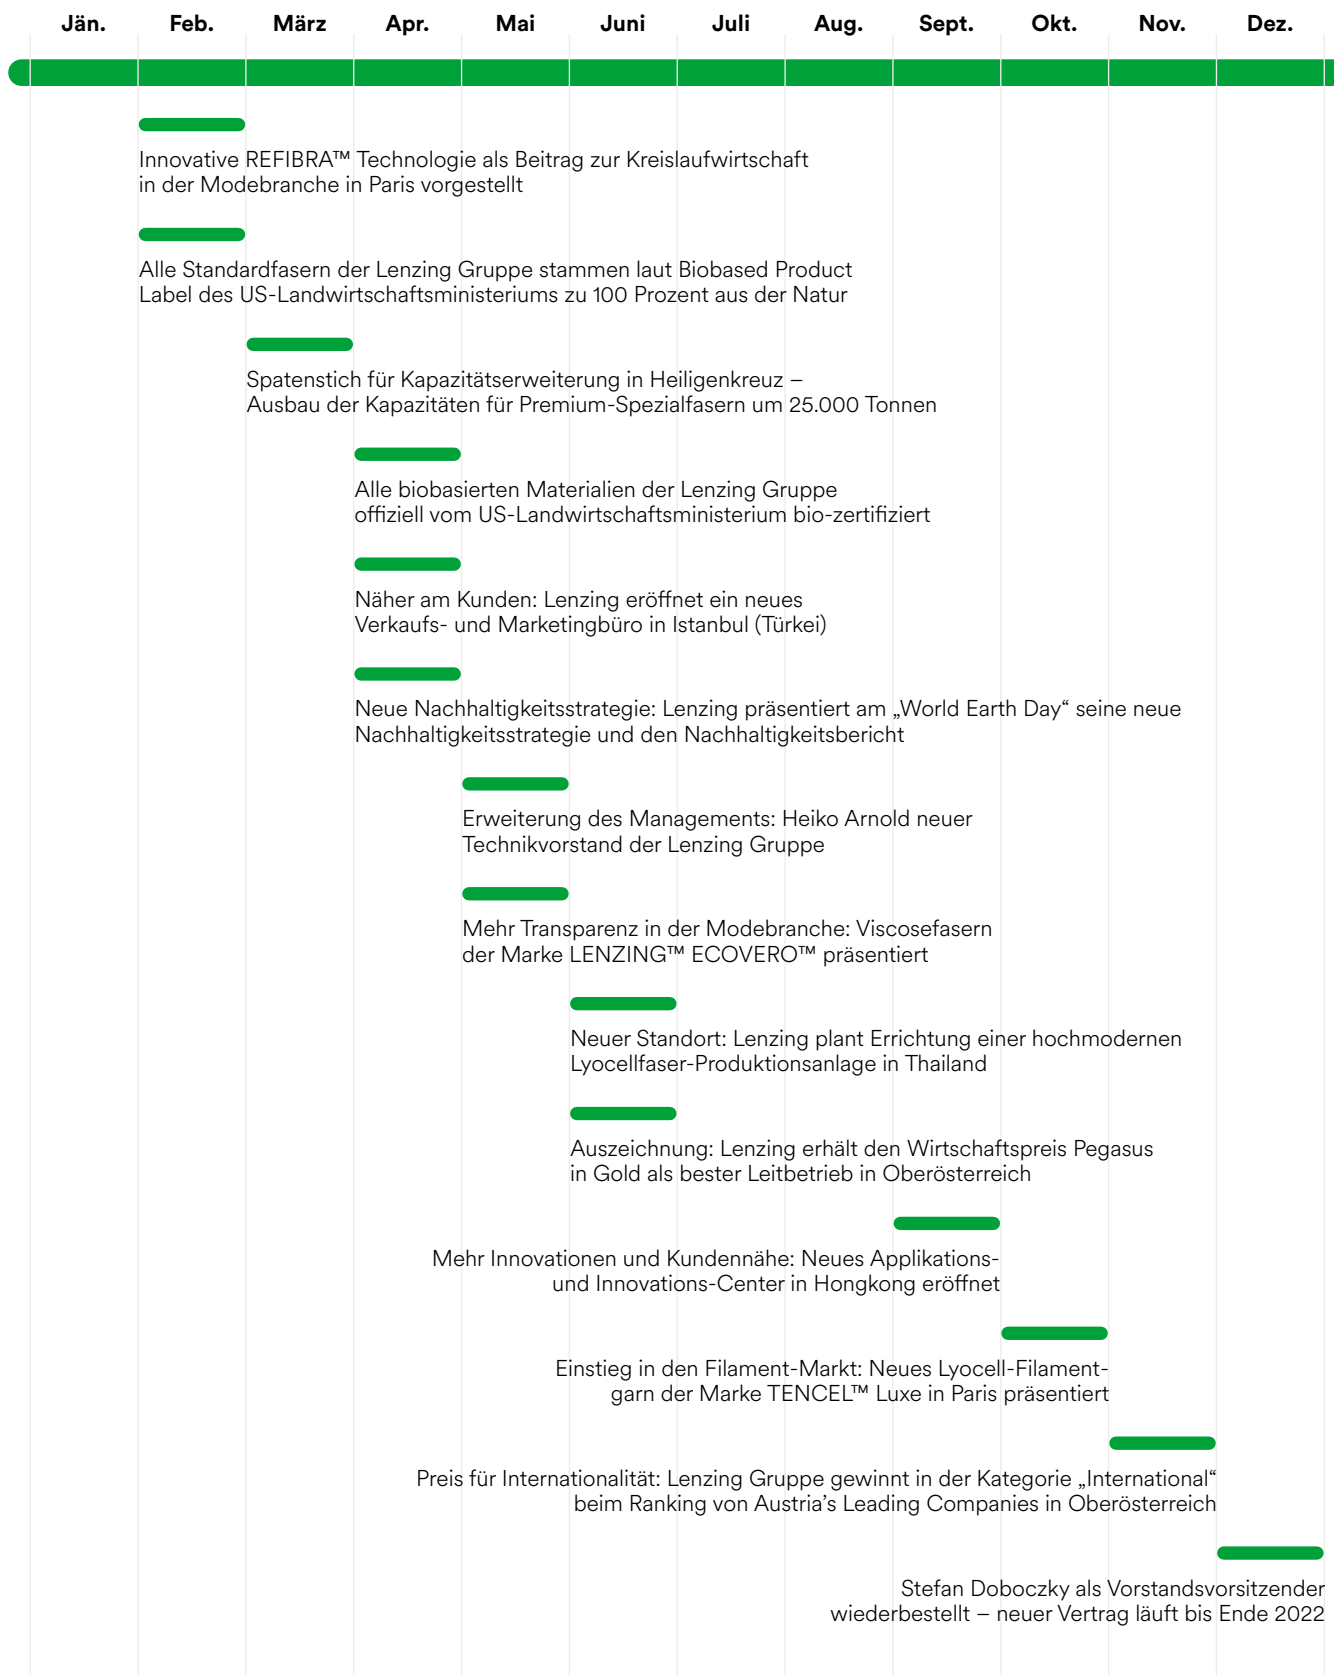 Jän. Feb. März Apr. Mai Juni Juli Aug. Sept. Okt. Nov. Dez.
Innovative REFIBRA™ Technologie als Beitrag zur Kreislaufwirtschaft
in der Modebranche in Paris vorgestellt
Alle Standardfasern der Lenzing Gruppe stammen laut Biobased Product
Label des US-Landwirtschaftsministeriums zu 100 Prozent aus der Natur
Spatenstich für Kapazitätserweiterung in Heiligenkreuz –
Ausbau der Kapazitäten für Premium-Spezialfasern um 25.000 Tonnen
Alle biobasierten Materialien der Lenzing Gruppe
offiziell vom US-Landwirtschaftsministerium bio-zertifiziert
Näher am Kunden: Lenzing eröffnet ein neues
Verkaufs- und Marketingbüro in Istanbul (Türkei)
Neue Nachhaltigkeitsstrategie: Lenzing präsentiert am „World Earth Day“ seine neue
Nachhaltigkeitsstrategie und den Nachhaltigkeitsbericht
Erweiterung des Managements: Heiko Arnold neuer
Technikvorstand der Lenzing Gruppe
Mehr Transparenz in der Modebranche: Viscosefasern
der Marke LENZING™ ECOVERO™ präsentiert
Neuer Standort: Lenzing plant Errichtung einer hochmodernen
Lyocellfaser-Produktionsanlage in Thailand
Auszeichnung: Lenzing erhält den Wirtschaftspreis Pegasus
in Gold als bester Leitbetrieb in Oberösterreich
Mehr Innovationen und Kundennähe: Neues Applikations-
und Innovations-Center in Hongkong eröffnet
Einstieg in den Filament-Markt: Neues Lyocell-Filament-
garn der Marke TENCEL™ Luxe in Paris präsentiert
Preis für Internationalität: Lenzing Gruppe gewinnt in der Kategorie „International“
beim Ranking von Austria’s Leading Companies in Oberösterreich
Stefan Doboczky als Vorstandsvorsitzender
wiederbestellt – neuer Vertrag läuft bis Ende 2022